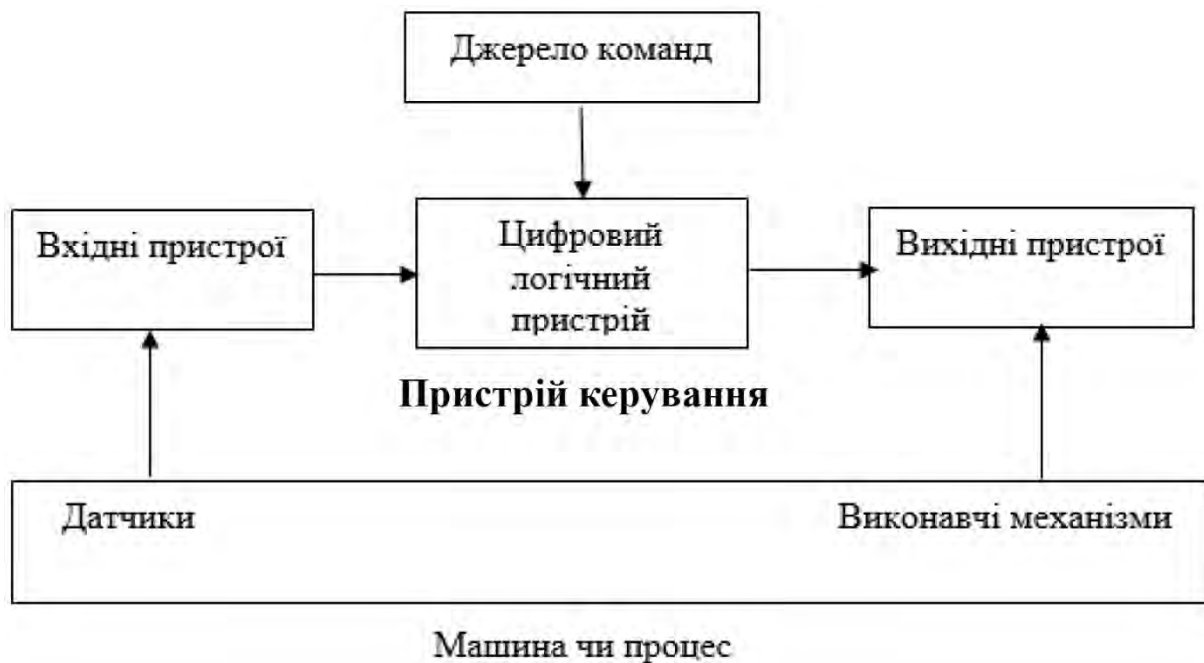 Джерело команд
Вхідні пристрої
Цифровий
логічний
пристрій
Вихідні пристрої
Пристрій керування
Датчики
Виконавчі механізми
Машина чи процес